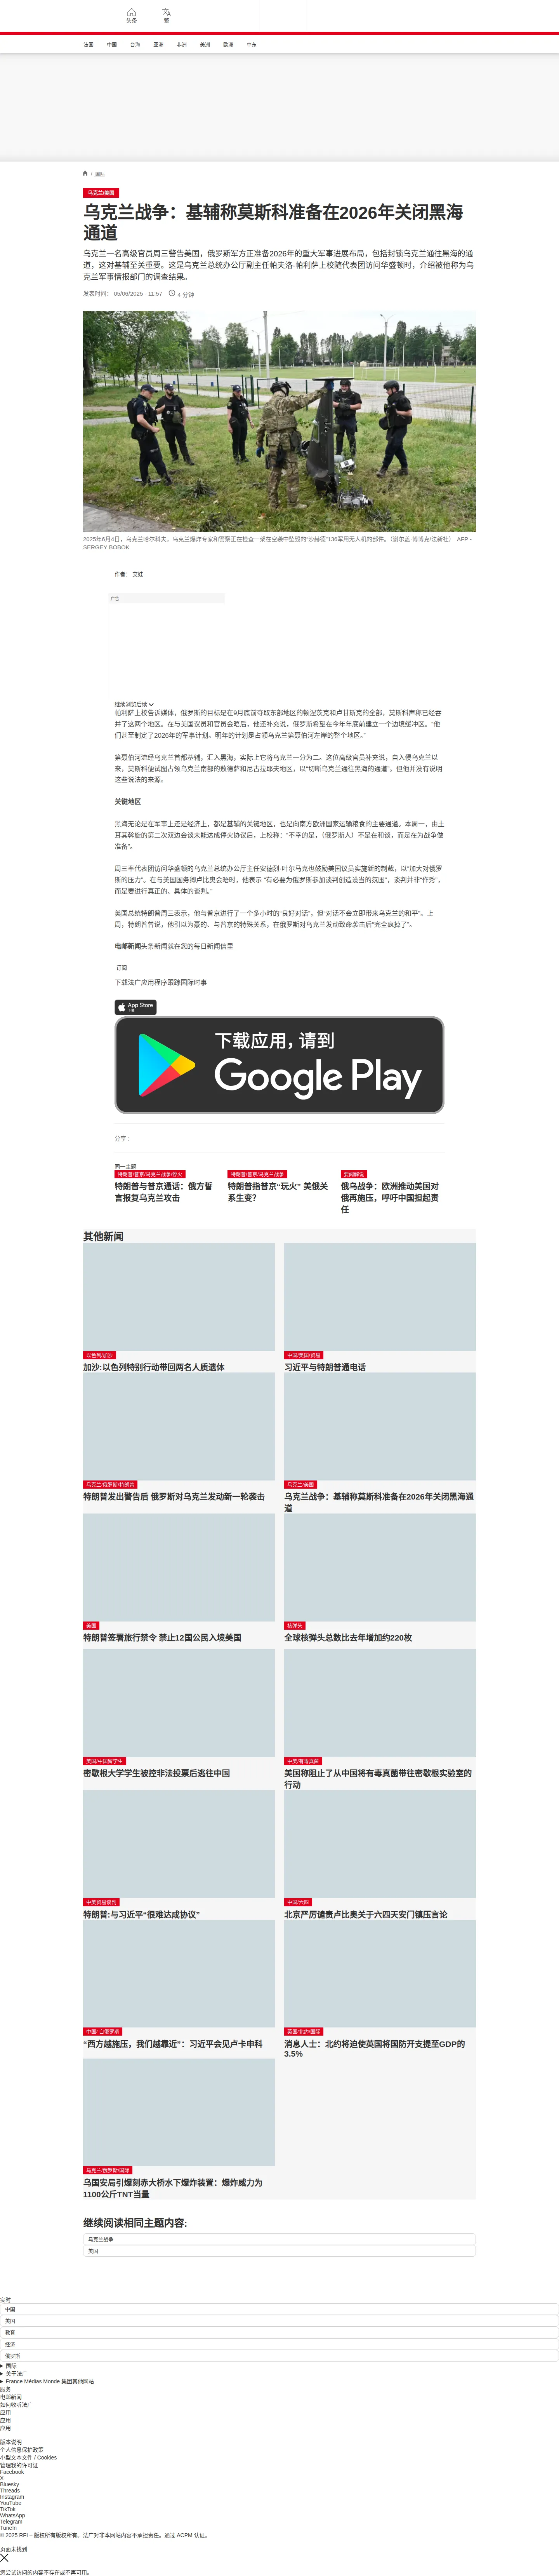 头条
繁
法国
中国
台海
亚洲
非洲
美洲
欧洲
中东
/ 国际
乌克兰/美国
乌克兰战争：基辅称莫斯科准备在2026年关闭黑海
通道
乌克兰一名高级官员周三警告美国，俄罗斯军方正准备2026年的重大军事进展布局，包括封锁乌克兰通往黑海的通
道，这对基辅至关重要。这是乌克兰总统办公厅副主任帕夫洛·帕利萨上校随代表团访问华盛顿时，介绍被他称为乌
克兰军事情报部门的调查结果。
发表时间： 05/06/2025 - 11:57
4 分钟
2025年6月4日，乌克兰哈尔科夫，乌克兰爆炸专家和警察正在检查一架在空袭中坠毁的“沙赫德”136军用无人机的部件。（谢尔盖·博博克/法新社） AFP -
SERGEY BOBOK
作者： 艾娃
广告
继续浏览后续
帕利萨上校告诉媒体，俄罗斯的目标是在9月底前夺取东部地区的顿涅茨克和卢甘斯克的全部，莫斯科声称已经吞
并了这两个地区。在与美国议员和官员会晤后，他还补充说，俄罗斯希望在今年年底前建立一个边境缓冲区。“他
们甚至制定了2026年的军事计划。明年的计划是占领乌克兰第聂伯河左岸的整个地区。”
第聂伯河流经乌克兰首都基辅，汇入黑海，实际上它将乌克兰一分为二。这位高级官员补充说，自入侵乌克兰以
来，莫斯科便试图占领乌克兰南部的敖德萨和尼古拉耶夫地区，以“切断乌克兰通往黑海的通道”。但他并没有说明
这些说法的来源。
关键地区
黑海无论是在军事上还是经济上，都是基辅的关键地区，也是向南方欧洲国家运输粮食的主要通道。本周一，由土
耳其斡旋的第二次双边会谈未能达成停火协议后，上校称：“不幸的是，（俄罗斯人）不是在和谈，而是在为战争做
准备”。
周三率代表团访问华盛顿的乌克兰总统办公厅主任安德烈·叶尔马克也鼓励美国议员实施新的制裁，以“加大对俄罗
斯的压力”。在与美国国务卿卢比奥会晤时，他表示 “有必要为俄罗斯参加谈判创造设当的氛围”，谈判并非“作秀”，
而是要进行真正的、具体的谈判。”
美国总统特朗普周三表示，他与普京进行了一个多小时的“良好对话”，但“对话不会立即带来乌克兰的和平”。上
周，特朗普曾说，他引以为豪的、与普京的特殊关系，在俄罗斯对乌克兰发动致命袭击后“完全疯掉了”。
电邮新闻头条新闻就在您的每日新闻信里
订阅
下载法广应用程序跟踪国际时事
App Store
下载
下载应用，请到
Google Play
分享 :
同一主题
特朗普/普京/乌克兰战争/停火
特朗普与普京通话：俄方誓
言报复乌克兰攻击
特朗普/普京/乌克兰战争
特朗普指普京“玩火” 美俄关
系生变？
要闻解说
俄乌战争：欧洲推动美国对
俄再施压，呼吁中国担起责
任
其他新闻
以色列/加沙
加沙:以色列特别行动带回两名人质遗体
中国/美国/贸易
习近平与特朗普通电话
乌克兰/俄罗斯/特朗普
特朗普发出警告后 俄罗斯对乌克兰发动新一轮袭击
乌克兰/美国
乌克兰战争：基辅称莫斯科准备在2026年关闭黑海通
道
美国
特朗普签署旅行禁令 禁止12国公民入境美国
核弹头
全球核弹头总数比去年增加约220枚
美国/中国留学生
密歇根大学学生被控非法投票后逃往中国
中美/有毒真菌
美国称阻止了从中国将有毒真菌带往密歇根实验室的
行动
中美贸易谈判
特朗普:与习近平“很难达成协议”
中国/六四
北京严厉谴责卢比奥关于六四天安门镇压言论
中国/ 白俄罗斯
“西方越施压，我们越靠近”：习近平会见卢卡申科
英国/北约/国际
消息人士：北约将迫使英国将国防开支提至GDP的
3.5%
乌克兰/俄罗斯/国际
乌国安局引爆刻赤大桥水下爆炸装置：爆炸威力为
1100公斤TNT当量
继续阅读相同主题内容:
乌克兰战争
美国
实时
中国
美国
教育
经济
俄罗斯
国际
关于法广
France Médias Monde 集团其他网站
服务
电邮新闻
如何收听法广
应用
应用
应用
版本说明
个人信息保护政策
小型文本文件 / Cookies
管理我的许可证
Facebook
X
Bluesky
Threads
Instagram
YouTube
TikTok
WhatsApp
Telegram
TuneIn
© 2025 RFI – 版权所有版权所有。法广对非本网站内容不承担责任。通过 ACPM 认证。
页面未找到
您尝试访问的内容不存在或不再可用。